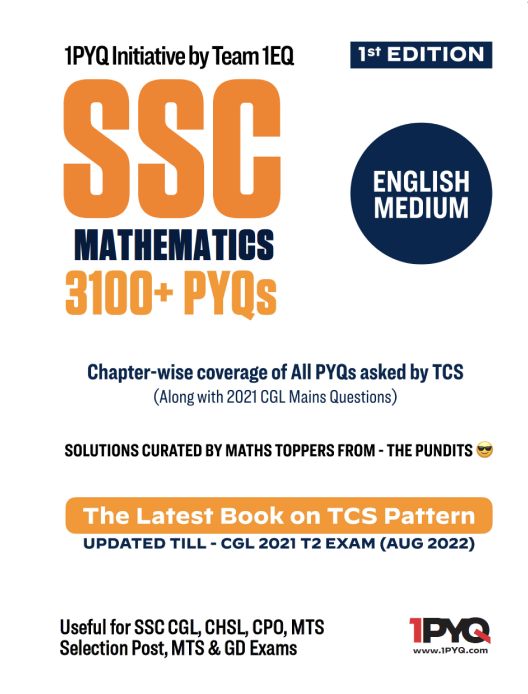 1PYQ Initiative by Team 1EQ
1st EDITION
SSC
MATHEMATICS
3100+ PYQs
ENGLISH
MEDIUM
Chapter-wise coverage of All PYQs asked by TCS
(Along with 2021 CGL Mains Questions)
SOLUTIONS CURATED BY MATHS TOPPERS FROM - THE PUNDITS 😎
The Latest Book on TCS Pattern
UPDATED TILL - CGL 2021 T2 EXAM (AUG 2022)
Useful for SSC CGL, CHSL, CPO, MTS
Selection Post, MTS & GD Exams
1PYQ
www.1PYQ.com